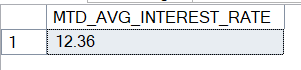 MTD_AVG_INTEREST_RATE
1 12.36